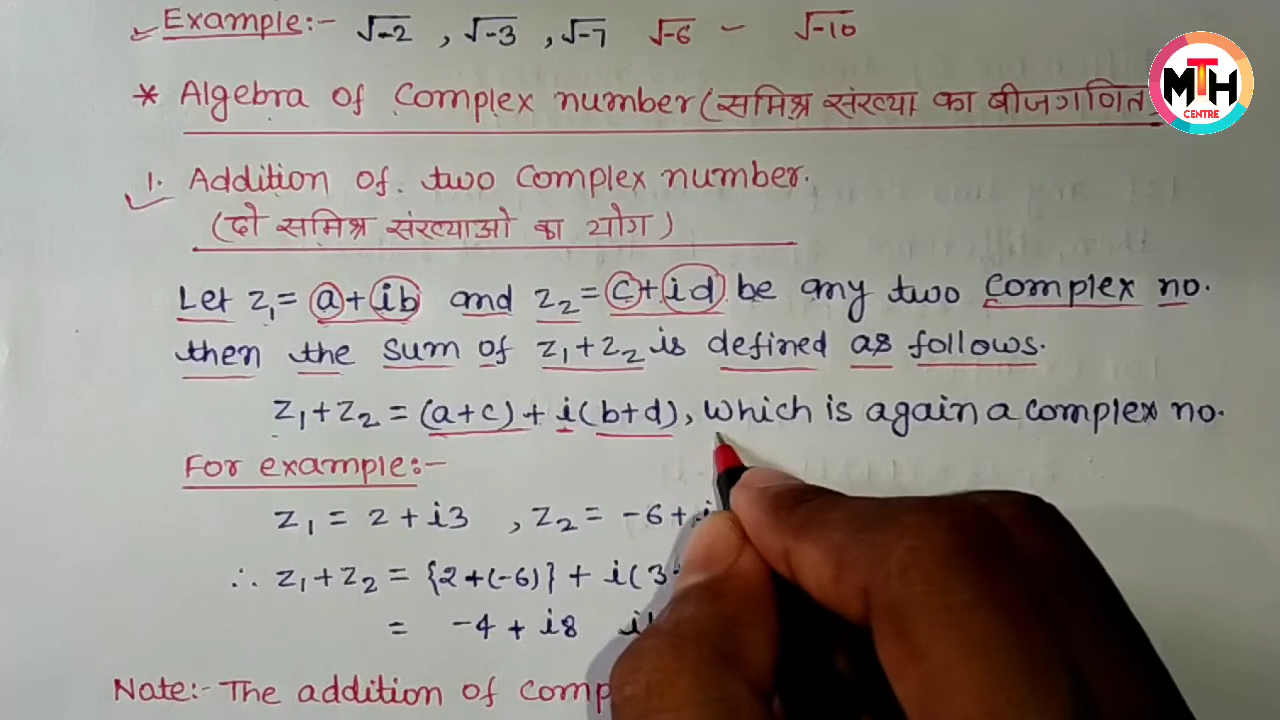 Example:- √-2 , √-3 , √-7 √-6 - √-10
MTH CENTRE
* Algebra of Complex number (समिश्र संख्या का बीजगणित)
1. Addition of. two Complex number.
(दो समिश्र संख्याओ का योग)
Let z₁ = a + ib and z₂ = c + id be any two complex no.
then the sum of z₁+z₂ is defined as follows.
z₁+z₂ = (a+c) + i(b+d), which is again a complex no.
For example:-
z₁ = 2 + i3 , z₂ = -6 + i
∴ z₁+z₂ = {2+(-6)} + i(3
= -4 + i8
Note:- The addition of comp